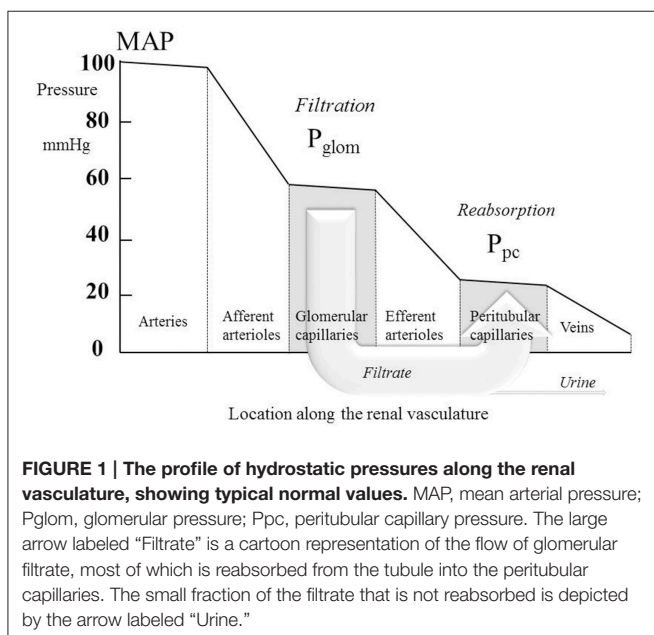 MAP
100
Pressure
80
mmHg
60
40
20
0
Filtration
P glom
Reabsorption
P pc
Arteries
Afferent
arterioles
Glomerular
capillaries
Efferent
arterioles
Peritubular
capillaries
Veins
Filtrate
Urine
Location along the renal vasculature
FIGURE 1 | The profile of hydrostatic pressures along the renal
vasculature, showing typical normal values. MAP, mean arterial pressure;
Pglom, glomerular pressure; Ppc, peritubular capillary pressure. The large
arrow labeled “Filtrate” is a cartoon representation of the flow of glomerular
filtrate, most of which is reabsorbed from the tubule into the peritubular
capillaries. The small fraction of the filtrate that is not reabsorbed is depicted
by the arrow labeled “Urine.”